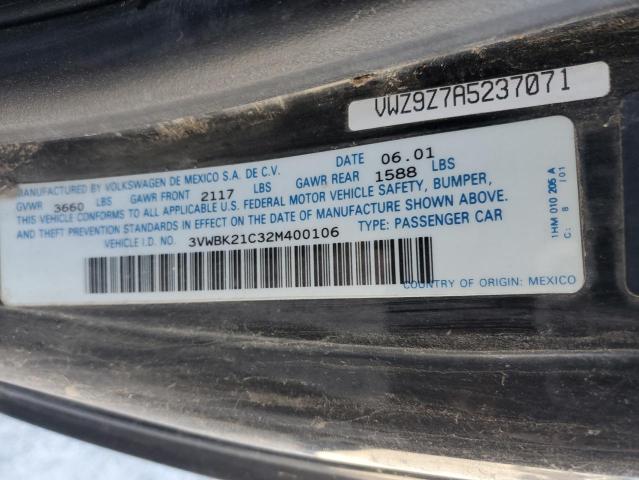 VWZ9Z7A5237071
MANUFACTURED BY VOLKSWAGEN DE MEXICO S.A. DE C.V. DATE 06.01
GVWR 3660 LBS GAWR FRONT 2117 LBS GAWR REAR 1588 LBS
THIS VEHICLE CONFORMS TO ALL APPLICABLE U.S. FEDERAL MOTOR VEHICLE SAFETY, BUMPER,
AND THEFT PREVENTION STANDARDS IN EFFECT ON THE DATE OF MANUFACTURE SHOWN ABOVE
VEHICLE I.D. NO. 3VWBK21C32M400106 TYPE: PASSENGER CAR
COUNTRY OF ORIGIN: MEXICO
1HM 010 205 A
C: 8 /01